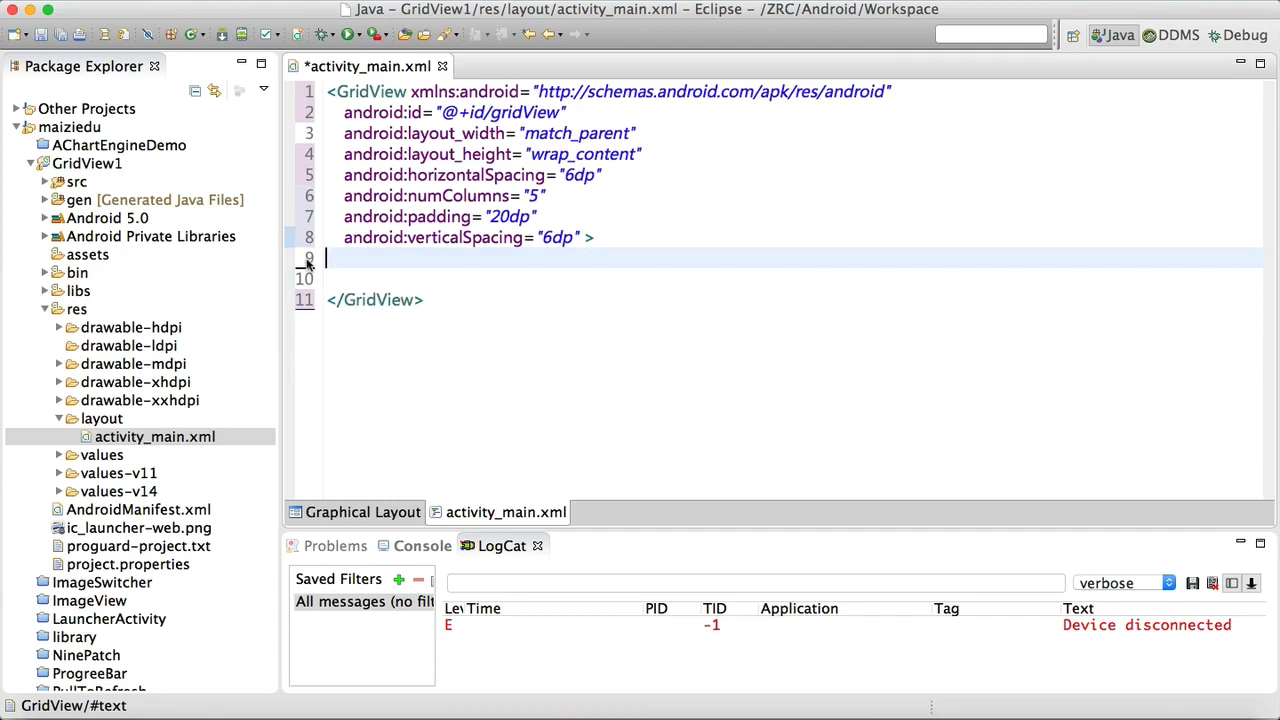 Java - GridView1/res/layout/activity_main.xml - Eclipse - /ZRC/Android/Workspace
Java DDMS Debug
Package Explorer
*activity_main.xml
Other Projects
maiziedu
AChartEngineDemo
GridView1
src
gen [Generated Java Files]
Android 5.0
Android Private Libraries
assets
bin
libs
res
drawable-hdpi
drawable-ldpi
drawable-mdpi
drawable-xhdpi
drawable-xxhdpi
layout
activity_main.xml
values
values-v11
values-v14
AndroidManifest.xml
ic_launcher-web.png
proguard-project.txt
project.properties
ImageSwitcher
ImageView
LauncherActivity
library
NinePatch
ProgreeBar
PullToRefresh
1 <GridView xmlns:android="http://schemas.android.com/apk/res/android"
2 android:id="@+id/gridView"
3 android:layout_width="match_parent"
4 android:layout_height="wrap_content"
5 android:horizontalSpacing="6dp"
6 android:numColumns="5"
7 android:padding="20dp"
8 android:verticalSpacing="6dp" >
9
10
11 </GridView>
Graphical Layout activity_main.xml
Problems Console LogCat
Saved Filters
All messages (no filt
verbose
Le Time PID TID Application Tag Text
E -1 Device disconnected
GridView/#text